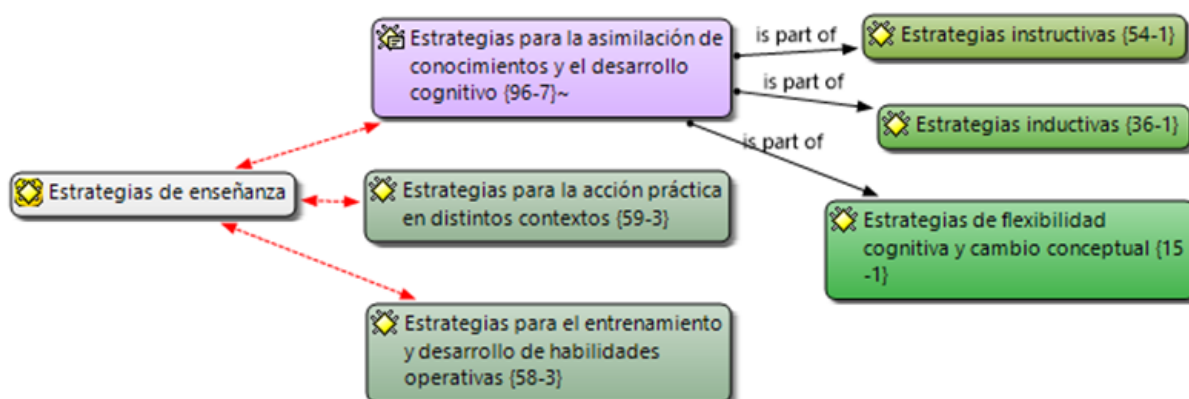 Estrategias para la asimilación de
conocimientos y el desarrollo
cognitivo {96-7}~
is part of
Estrategias instructivas {54-1}
is part of
Estrategias inductivas {36-1}
is part of
Estrategias de flexibilidad
cognitiva y cambio conceptual {15
-1}
Estrategias de enseñanza
Estrategias para la acción práctica
en distintos contextos {59-3}
Estrategias para el entrenamiento
y desarrollo de habilidades
operativas {58-3}